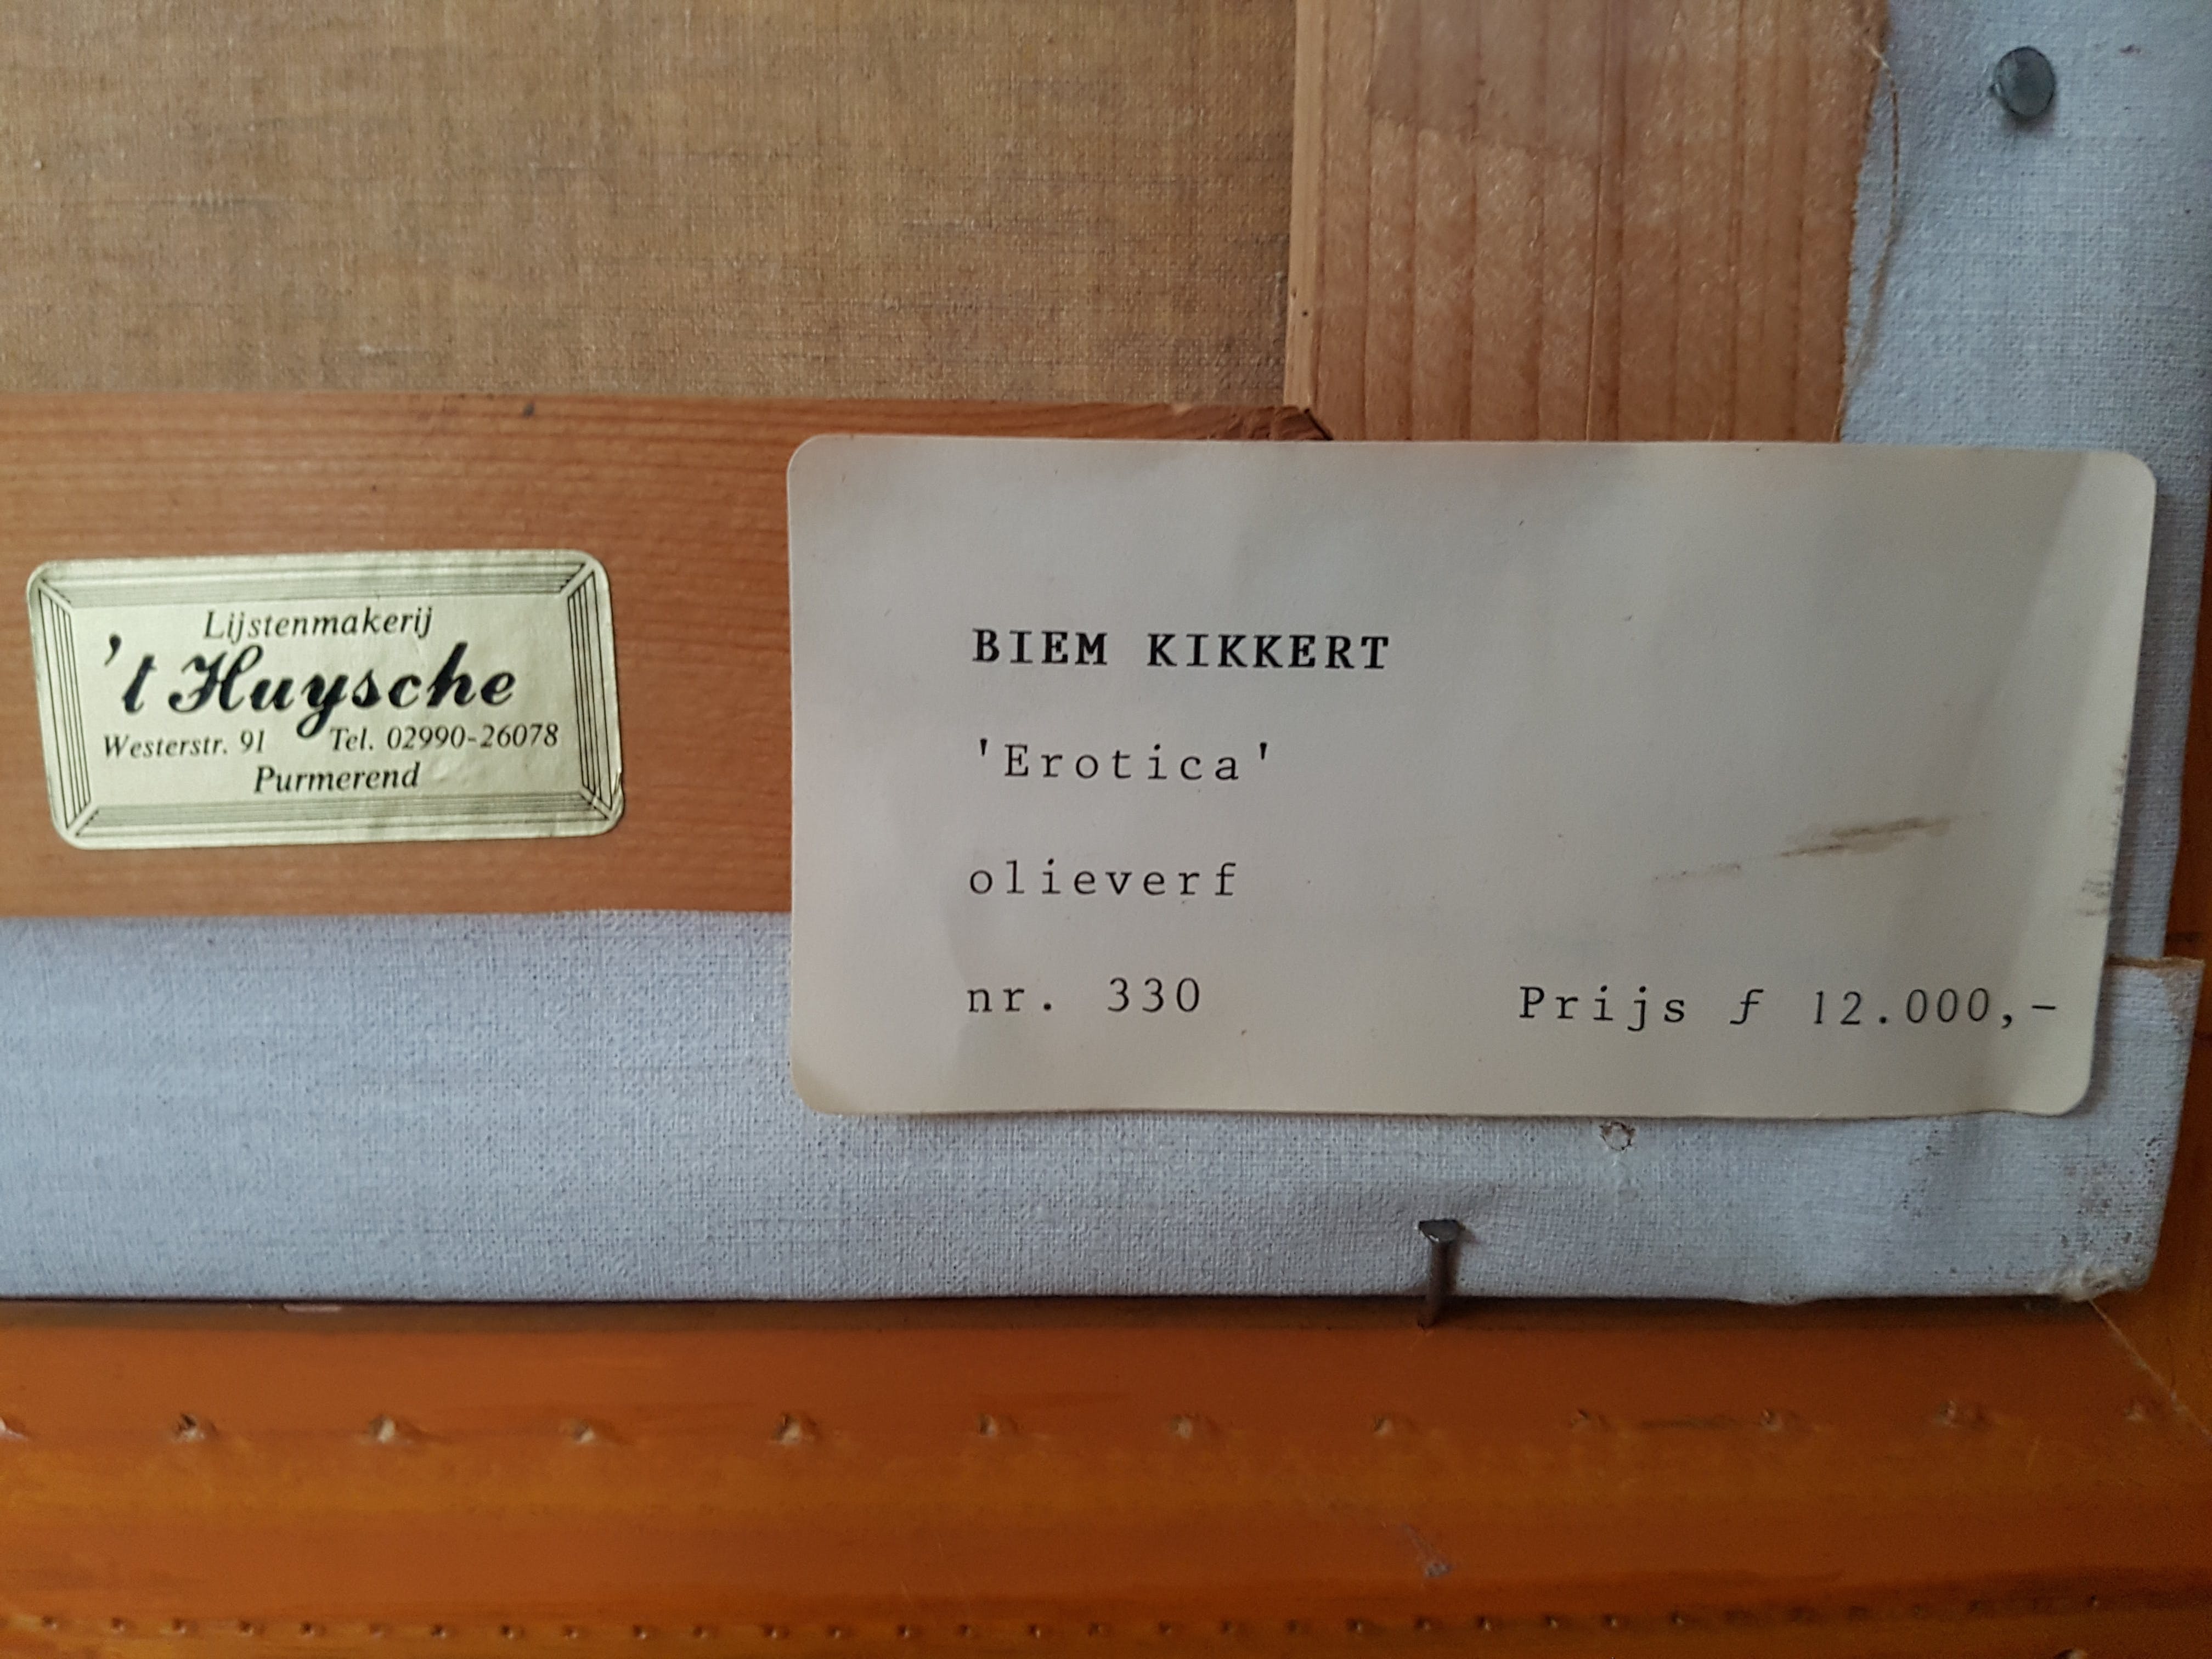 Lijstenmakerij
't Huysche
Westerstr. 91 Tel. 02990-26078
Purmerend
BIEM KIKKERT
'Erotica'
olieverf
nr. 330 Prijs ƒ 12.000,-